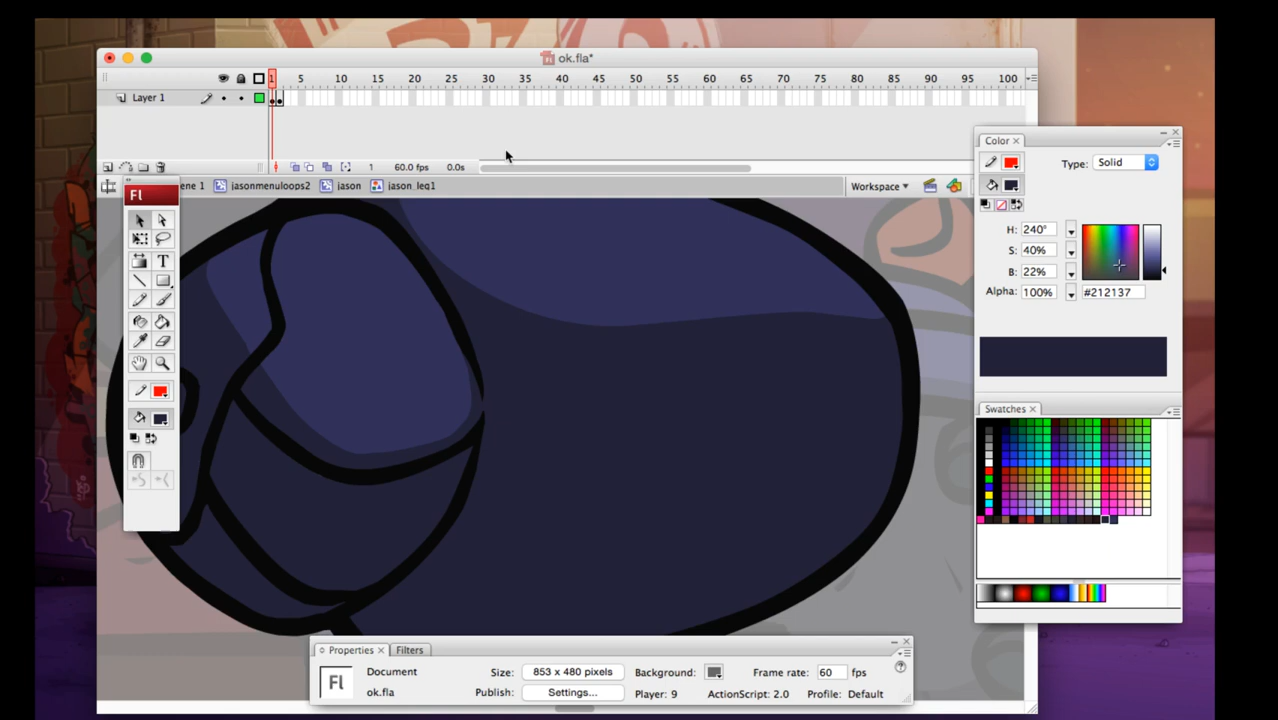 ok.fla*
1 5 10 15 20 25 30 35 40 45 50 55 60 65 70 75 80 85 90 95 100
Layer 1
1 60.0 fps 0.0s
ene 1 jasonmenuloops2 jason jason_leg1 Workspace
Fl
T
Color
Type: Solid
H: 240°
S: 40%
B: 22%
Alpha: 100% #212137
Swatches
Properties Filters
Fl
Document Size: 853 x 480 pixels Background: Frame rate: 60 fps
ok.fla Publish: Settings... Player: 9 ActionScript: 2.0 Profile: Default